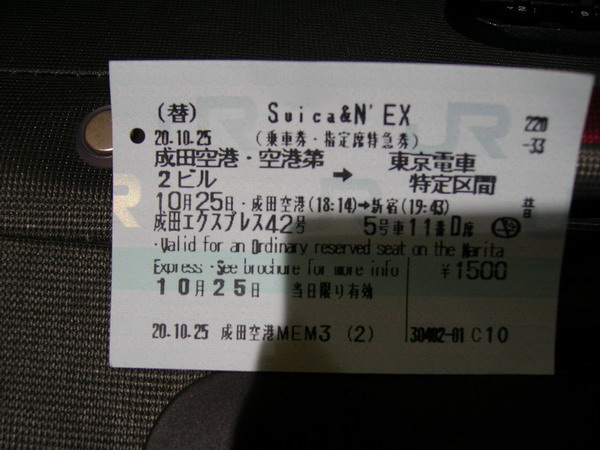 （替） Suica&N'EX
220
-33
20.10.25 （乗車券・指定席特急券）
成田空港・空港第2ビル → 東京電車特定区間
10月25日・成田空港(18:14)→新宿(19:43)
成田エクスプレス42号 5号車11番D席
・Valid for an Ordinary reserved seat on the Narita
Express・See brochure for more info ￥1500
10月25日 当日限り有効
20.10.25 成田空港MEM3 (2) 30402-01 C10
JR